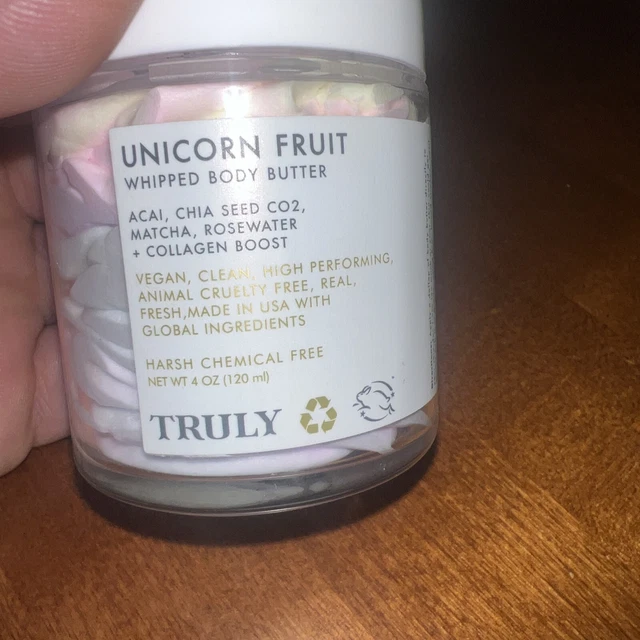 UNICORN FRUIT
WHIPPED BODY BUTTER
ACAI, CHIA SEED CO2,
MATCHA, ROSEWATER
+ COLLAGEN BOOST
VEGAN, CLEAN, HIGH PERFORMING,
ANIMAL CRUELTY FREE, REAL,
FRESH,MADE IN USA WITH
GLOBAL INGREDIENTS
HARSH CHEMICAL FREE
NET WT 4 OZ (120 ml)
TRULY